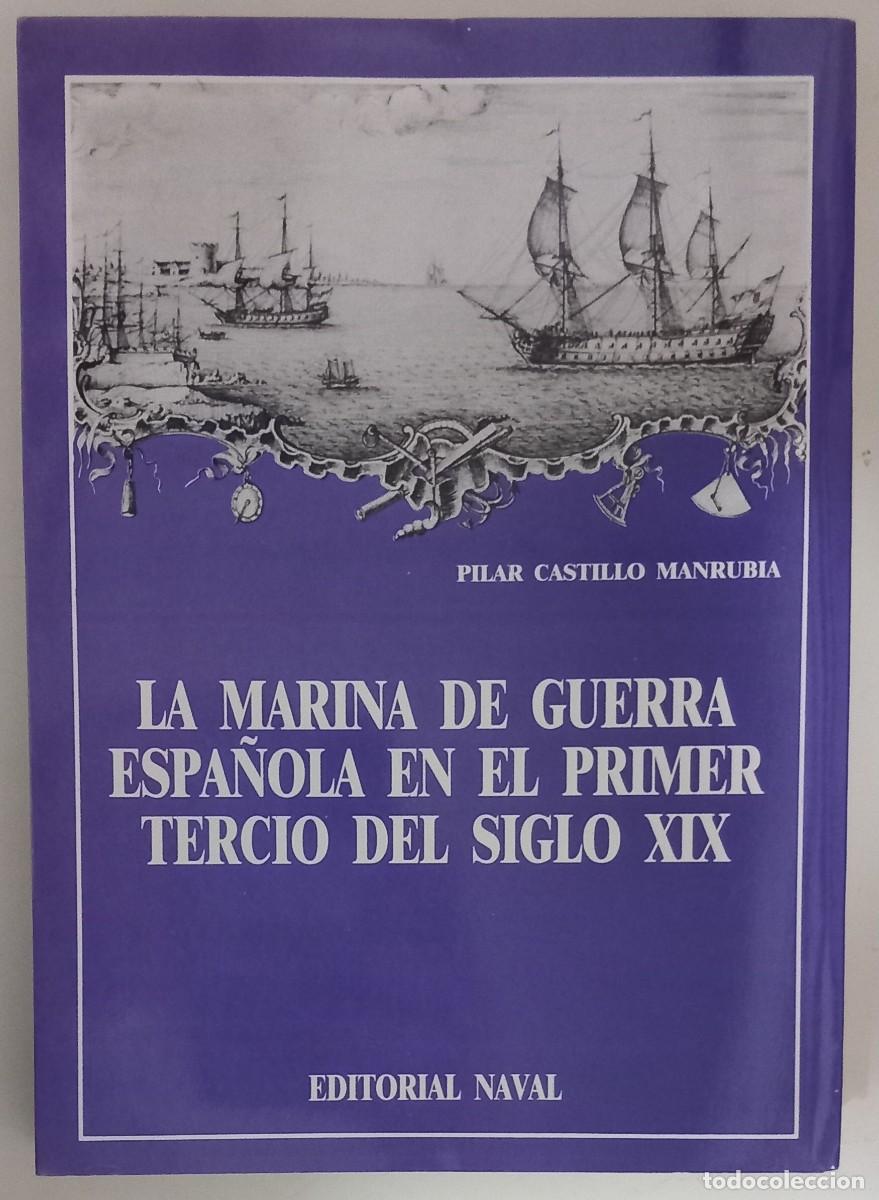 PILAR CASTILLO MANRUBIA
LA MARINA DE GUERRA
ESPAÑOLA EN EL PRIMER
TERCIO DEL SIGLO XIX
EDITORIAL NAVAL
todocoleccion